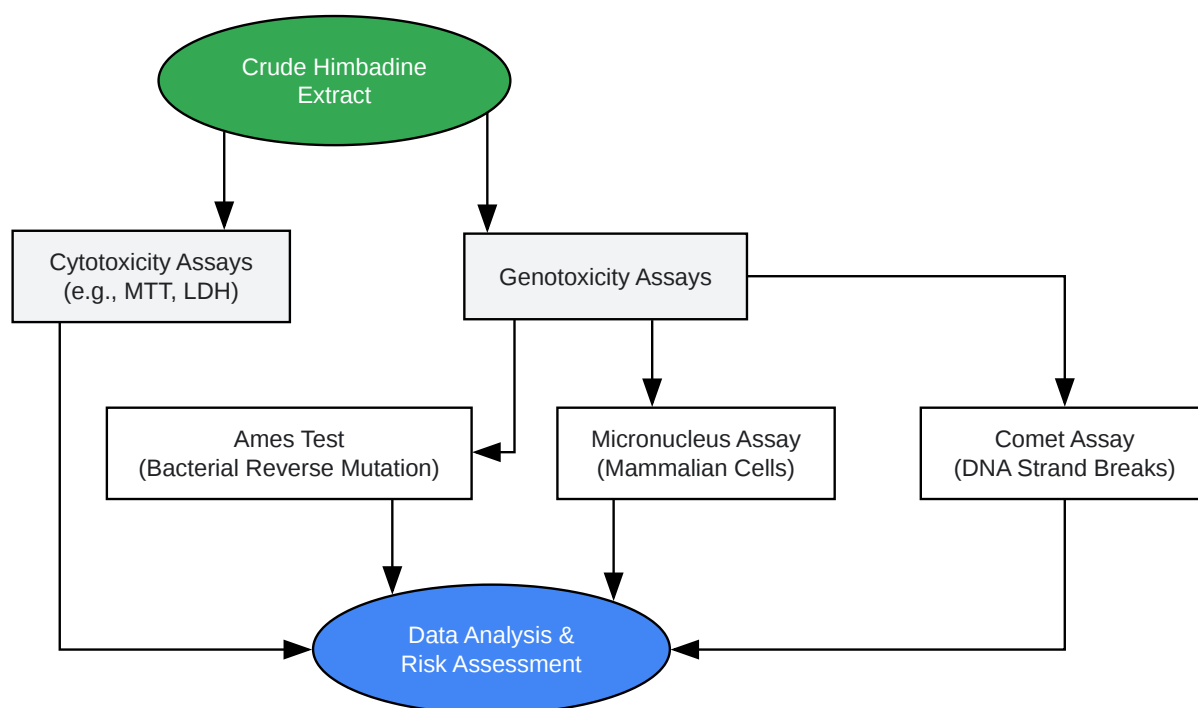 Crude Himbadine
Extract
Cytotoxicity Assays
(e.g., MTT, LDH)
Genotoxicity Assays
Ames Test
(Bacterial Reverse Mutation)
Micronucleus Assay
(Mammalian Cells)
Comet Assay
(DNA Strand Breaks)
Data Analysis &
Risk Assessment